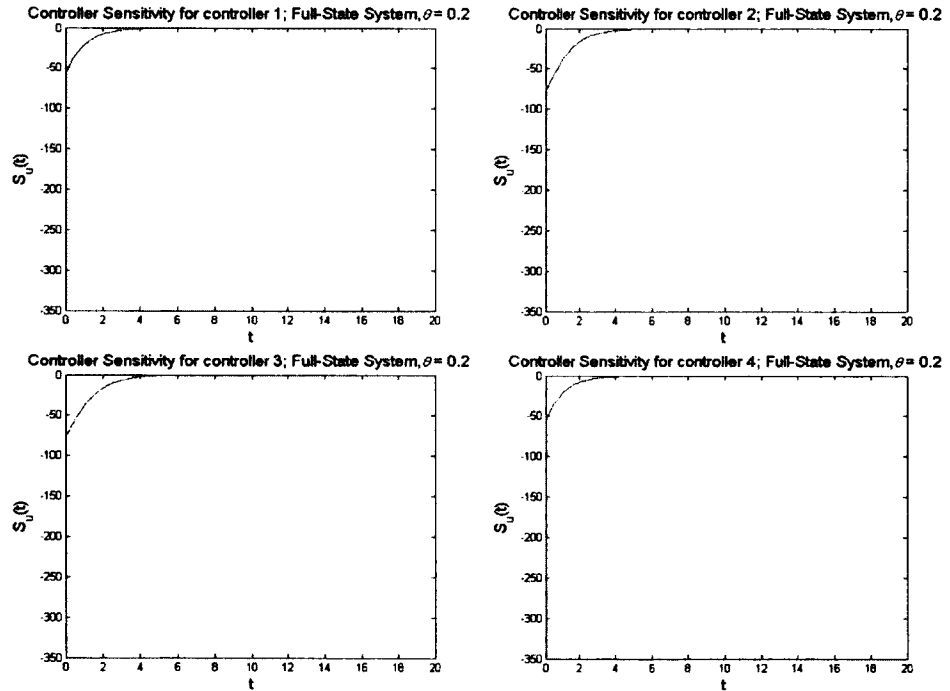 Controller Sensitivity for controller 1; Full-State System, θ = 0.2
0
-50
-100
-150
-200
-250
-300
-350
S_u(t)
0 2 4 6 8 10 12 14 16 18 20
t
Controller Sensitivity for controller 2; Full-State System, θ = 0.2
0
-50
-100
-150
-200
-250
-300
-350
S_u(t)
0 2 4 6 8 10 12 14 16 18 20
t
Controller Sensitivity for controller 3; Full-State System, θ = 0.2
0
-50
-100
-150
-200
-250
-300
-350
S_u(t)
0 2 4 6 8 10 12 14 16 18 20
t
Controller Sensitivity for controller 4; Full-State System, θ = 0.2
0
-50
-100
-150
-200
-250
-300
-350
S_u(t)
0 2 4 6 8 10 12 14 16 18 20
t